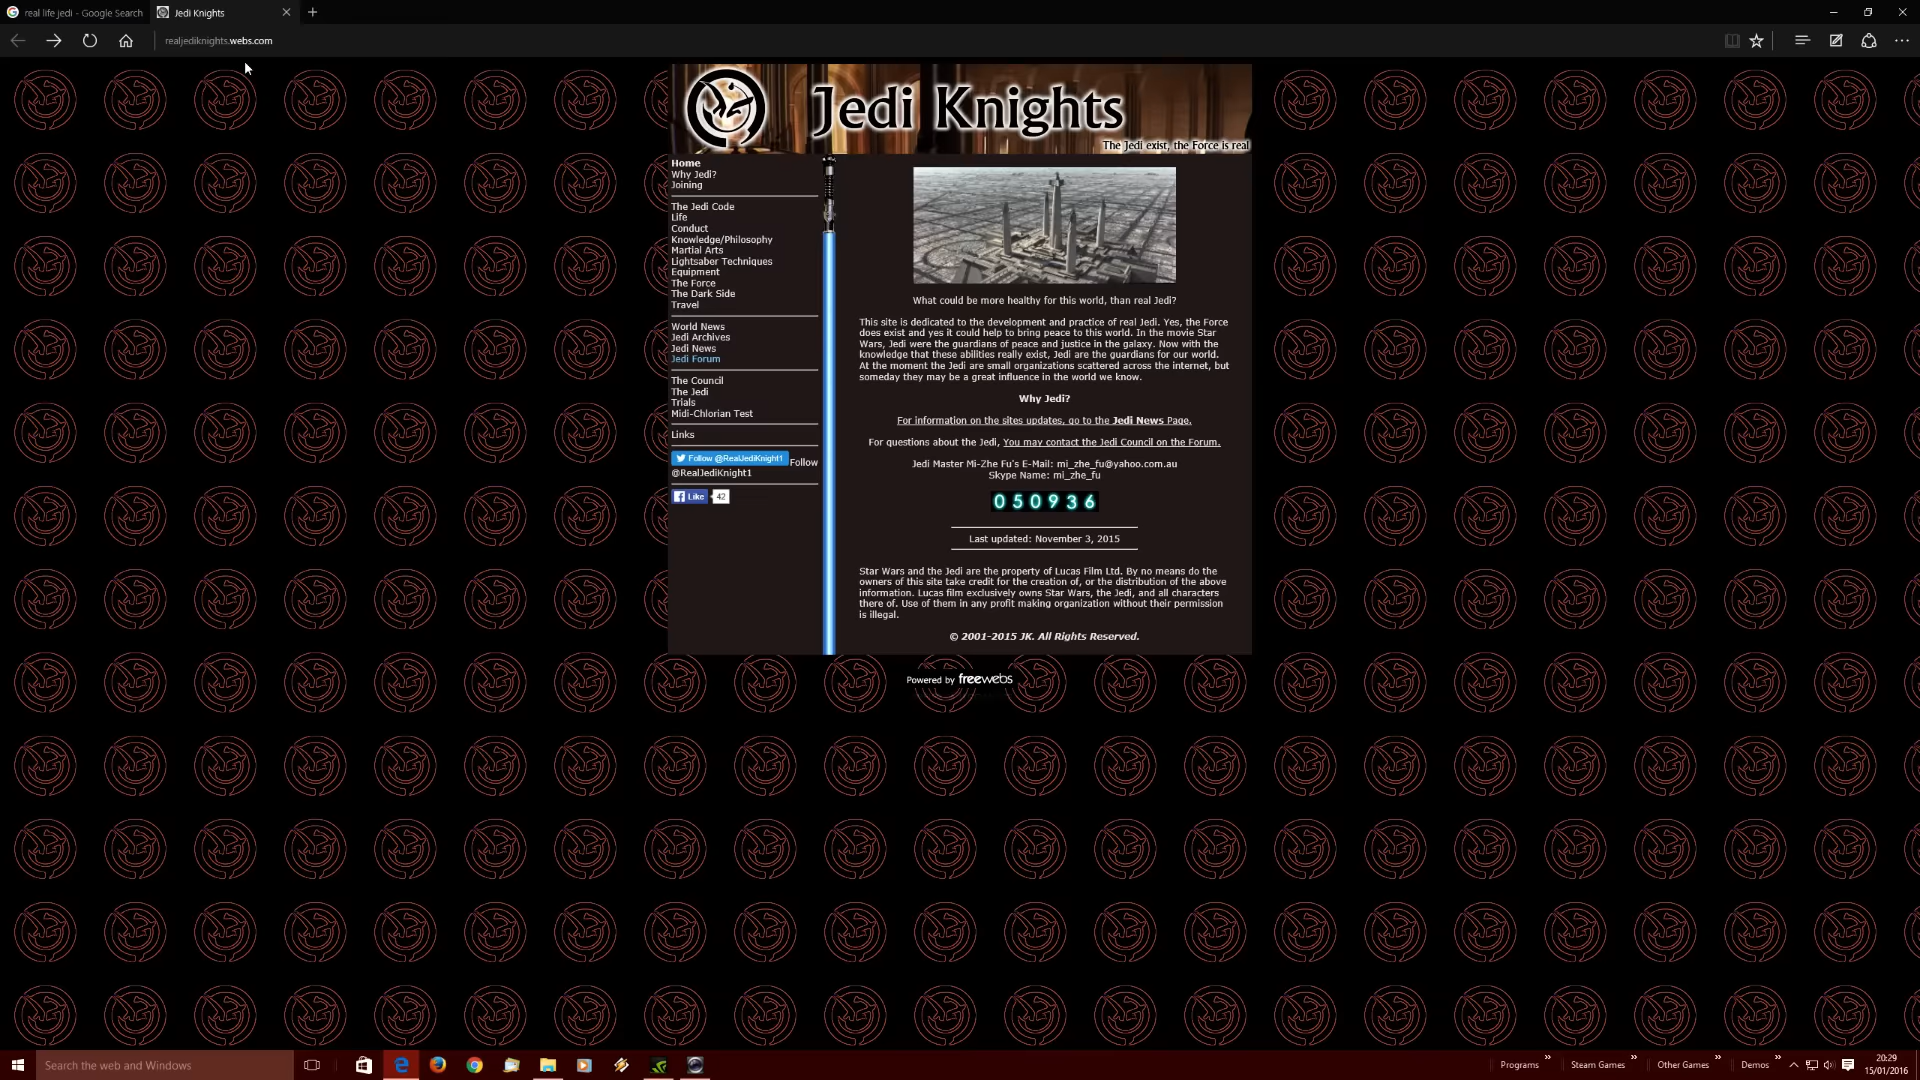 real life jedi - Google Search
Jedi Knights
realjediknights.webs.com
Jedi Knights
The Jedi exist, the Force is real
Home
Why Jedi?
Joining
The Jedi Code
Life
Conduct
Knowledge/Philosophy
Martial Arts
Lightsaber Techniques
Equipment
The Force
The Dark Side
Travel
World News
Jedi Archives
Jedi News
Jedi Forum
The Council
The Jedi
Trials
Midi-Chlorian Test
Links
Follow @RealJediKnight1 Follow
@RealJediKnight1
Like 42
What could be more healthy for this world, than real Jedi?
This site is dedicated to the development and practice of real Jedi. Yes, the Force
does exist and yes it could help to bring peace to this world. In the movie Star
Wars, Jedi were the guardians of peace and justice in the galaxy. Now with the
knowledge that these abilities really exist, Jedi are the guardians for our world.
At the moment the Jedi are small organizations scattered across the internet, but
someday they may be a great influence in the world we know.
Why Jedi?
For information on the sites updates, go to the Jedi News Page.
For questions about the Jedi, You may contact the Jedi Council on the Forum.
Jedi Master Mi-Zhe Fu's E-Mail: mi_zhe_fu@yahoo.com.au
Skype Name: mi_zhe_fu
050936
Last updated: November 3, 2015
Star Wars and the Jedi are the property of Lucas Film Ltd. By no means do the
owners of this site take credit for the creation of, or the distribution of the above
information. Lucas film exclusively owns Star Wars, the Jedi, and all characters
there of. Use of them in any profit making organization without their permission
is illegal.
© 2001-2015 JK. All Rights Reserved.
Powered by freewebs
Search the web and Windows
Programs
Steam Games
Other Games
Demos
20:29
15/01/2016